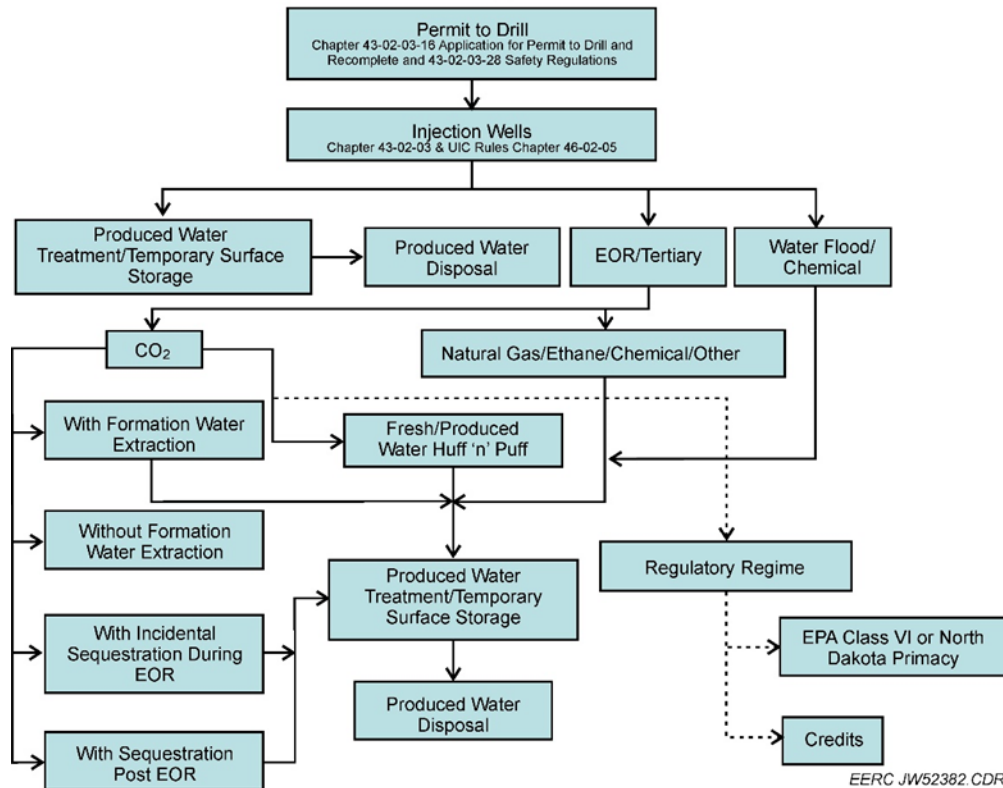 Permit to Drill
Chapter 43-02-03-16 Application for Permit to Drill and
Recomplete and 43-02-03-28 Safety Regulations
Injection Wells
Chapter 43-02-03 & UIC Rules Chapter 46-02-05
Produced Water
Treatment/Temporary Surface
Storage
Produced Water
Disposal
EOR/Tertiary
Water Flood/
Chemical
CO₂
Natural Gas/Ethane/Chemical/Other
With Formation Water
Extraction
Fresh/Produced
Water Huff ‘n’ Puff
Without Formation
Water Extraction
Produced Water
Treatment/Temporary
Surface Storage
Regulatory Regime
With Incidental
Sequestration During
EOR
EPA Class VI or North
Dakota Primacy
Produced Water
Disposal
With Sequestration
Post EOR
Credits
EERC JW52382.CDR